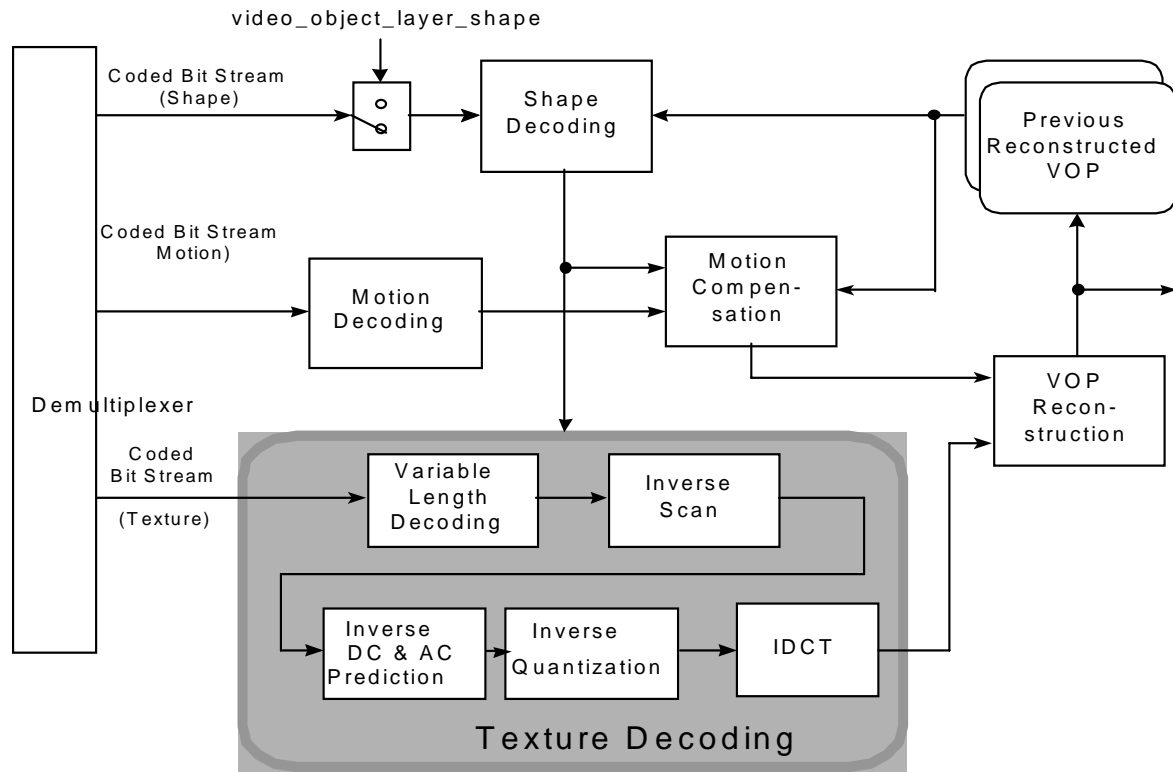 video_object_layer_shape
Coded Bit Stream
(Shape)
Shape
Decoding
Previous
Reconstructed
VOP
Coded Bit Stream
Motion)
Motion
Decoding
Motion
Compen-
sation
VOP
Recon-
struction
Demultiplexer
Coded
Bit Stream
(Texture)
Variable
Length
Decoding
Inverse
Scan
Inverse
DC & AC
Prediction
Inverse
Quantization
IDCT
Texture Decoding